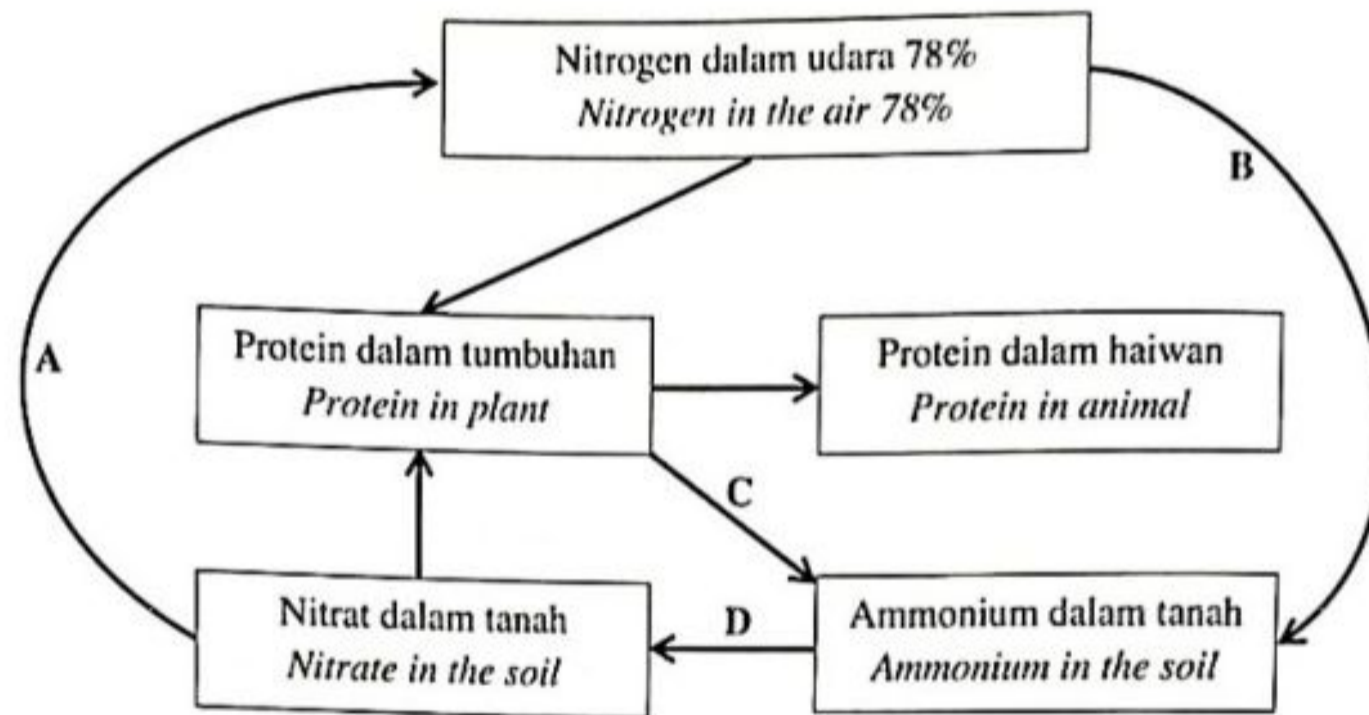 Nitrogen dalam udara 78%
Nitrogen in the air 78%
B
A
Protein dalam tumbuhan
Protein in plant
Protein dalam haiwan
Protein in animal
C
Nitrat dalam tanah
Nitrate in the soil
D
Ammonium dalam tanah
Ammonium in the soil